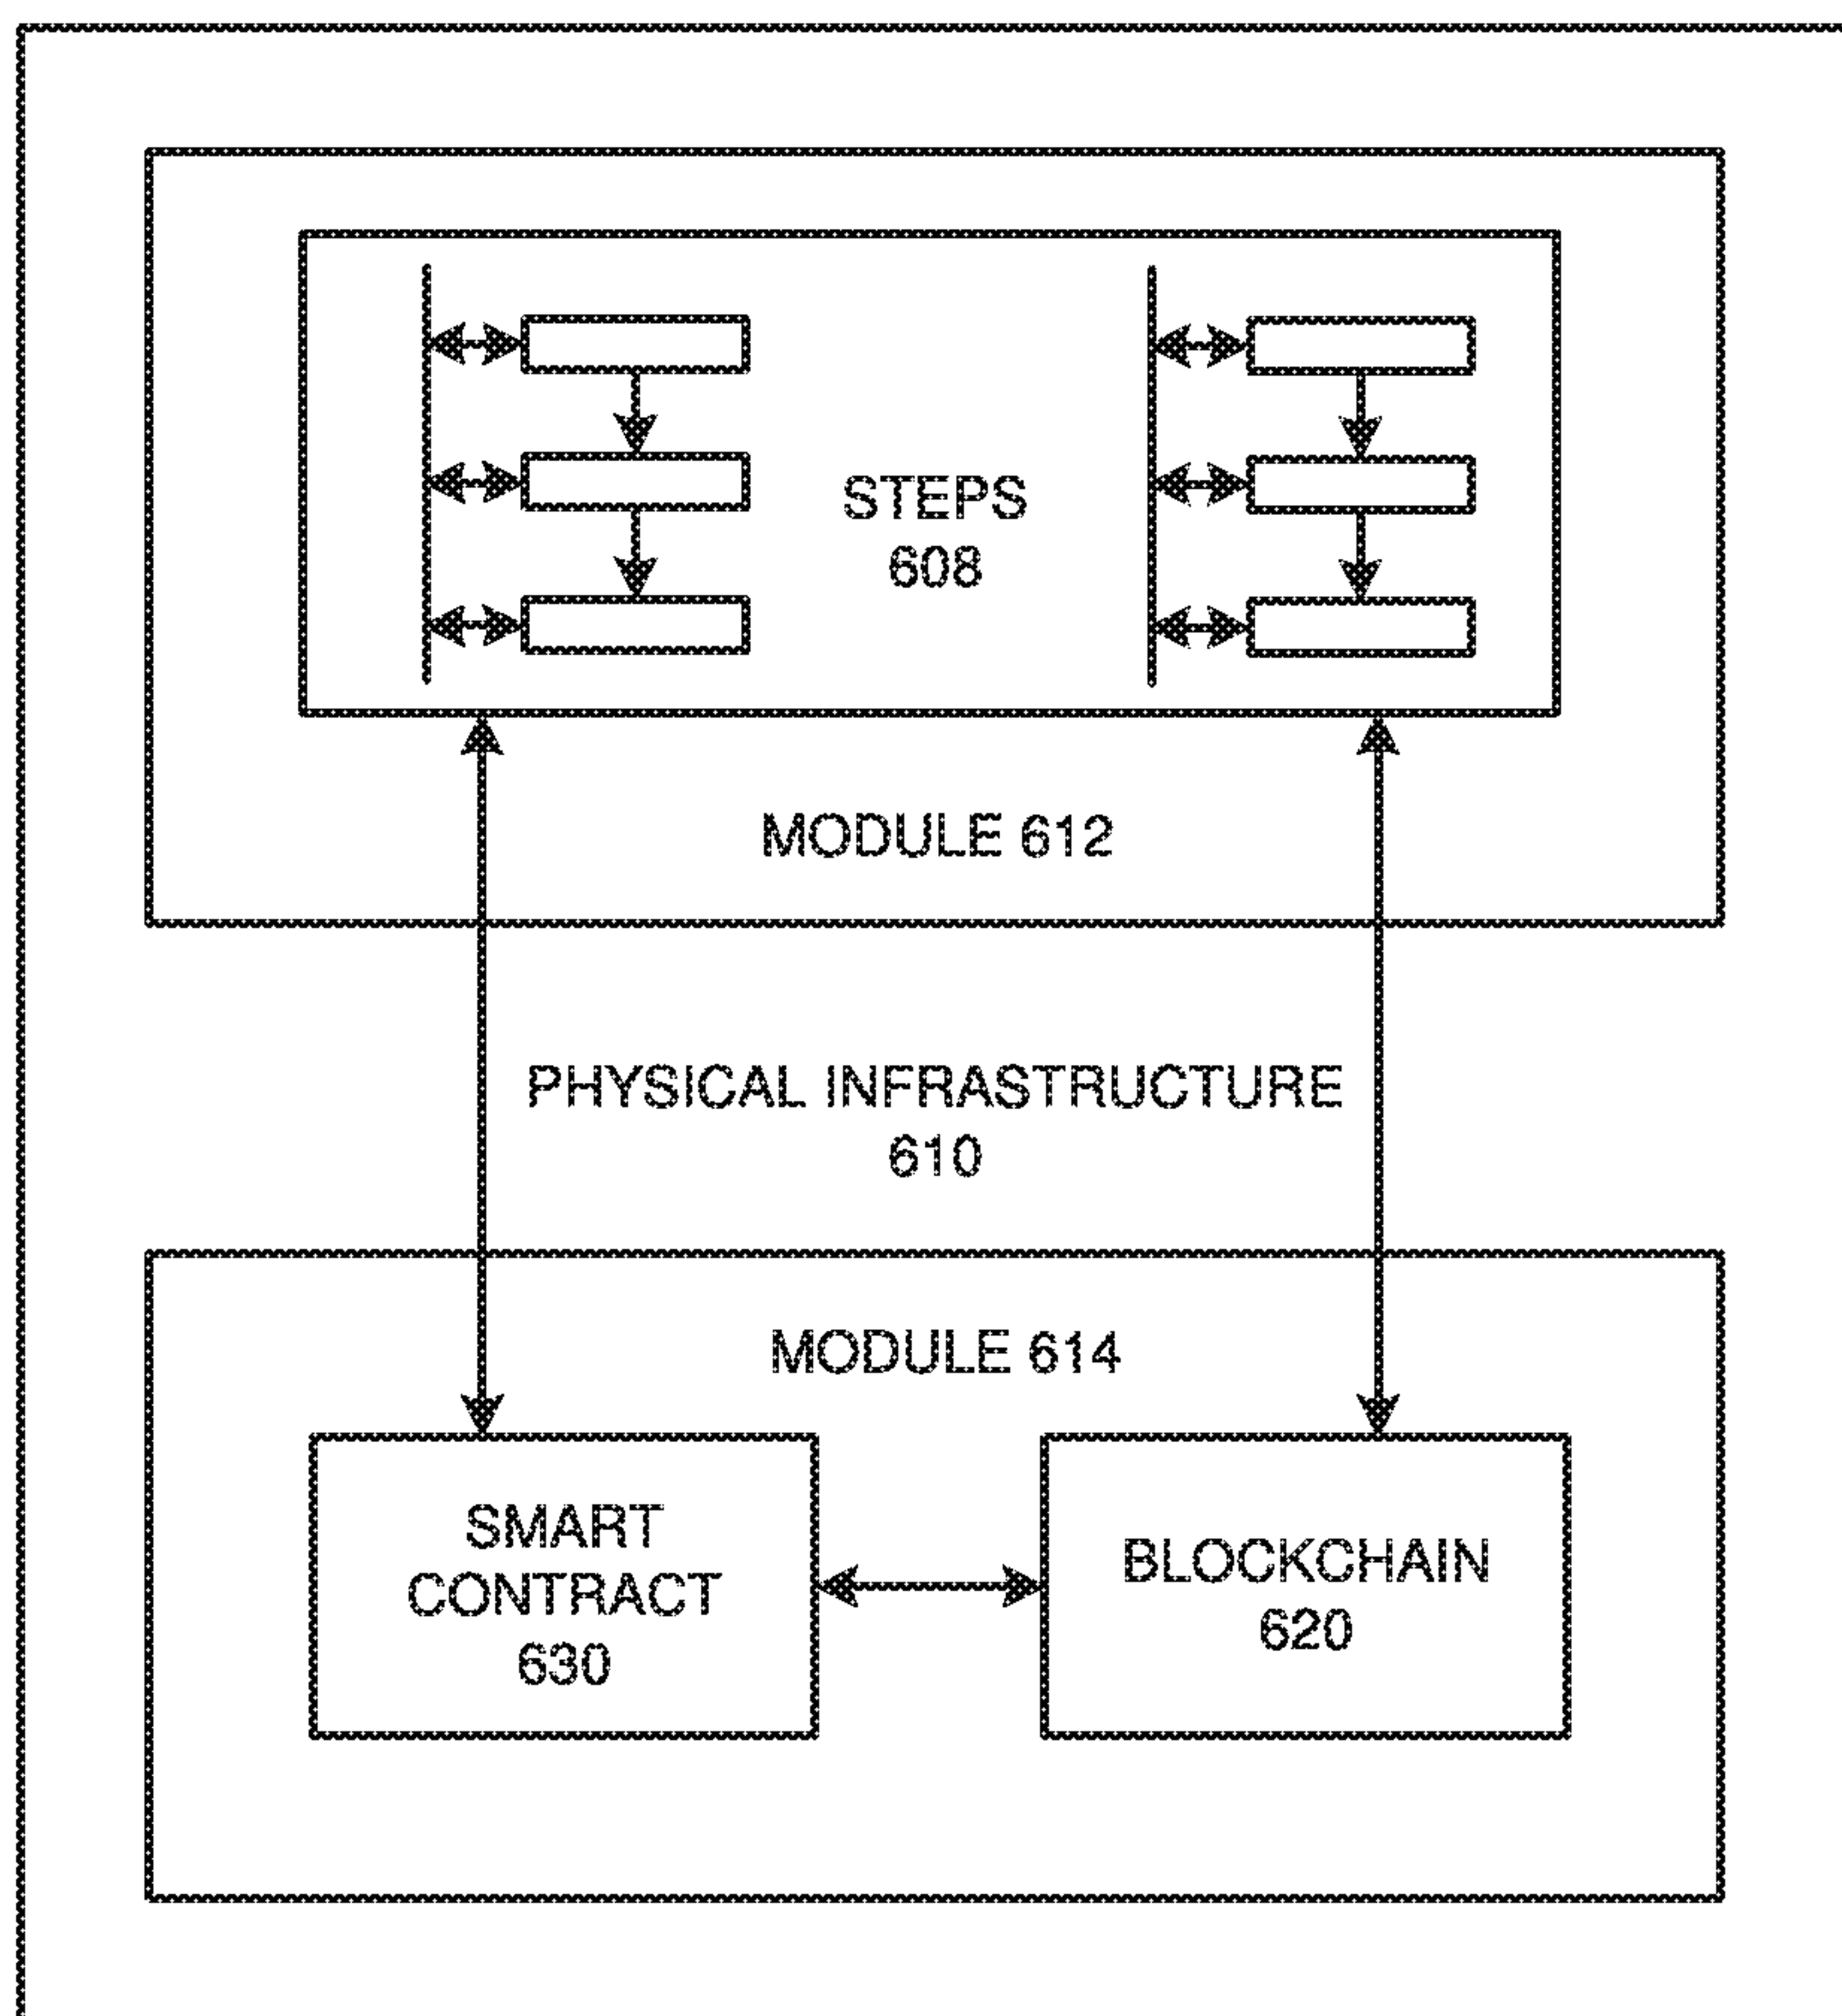 STEPS
608
MODULE 612
PHYSICAL INFRASTRUCTURE
610
MODULE 614
SMART
CONTRACT
630
BLOCKCHAIN
620